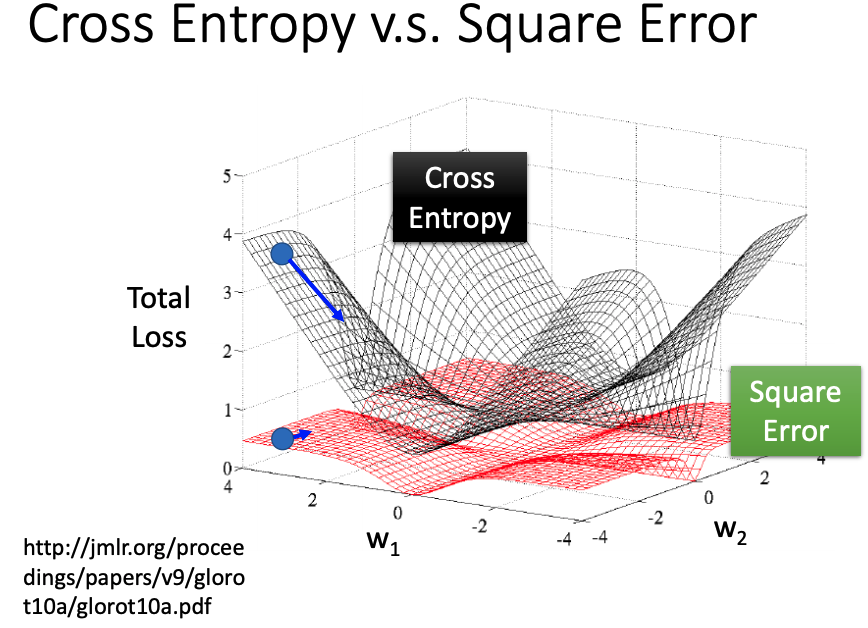 Cross Entropy v.s. Square Error
Cross
Entropy
Total
Loss
5
4
3
2
1
0
4
2
0
-2
-4
-4
-2
0
2
4
w1
w2
Square
Error
http://jmlr.org/procee
dings/papers/v9/gloro
t10a/glorot10a.pdf